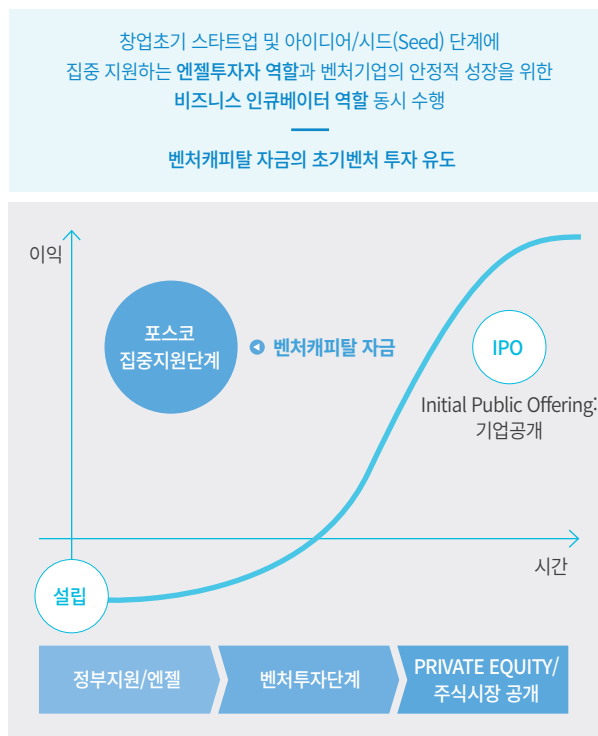 창업초기 스타트업 및 아이디어/시드(Seed) 단계에
집중 지원하는 엔젤투자자 역할과 벤처기업의 안정적 성장을 위한
비즈니스 인큐베이터 역할 동시 수행
벤처캐피탈 자금의 초기벤처 투자 유도
이익
포스코
집중지원단계
벤처캐피탈 자금
IPO
Initial Public Offering:
기업공개
시간
설립
정부지원/엔젤
벤처투자단계
PRIVATE EQUITY/
주식시장 공개